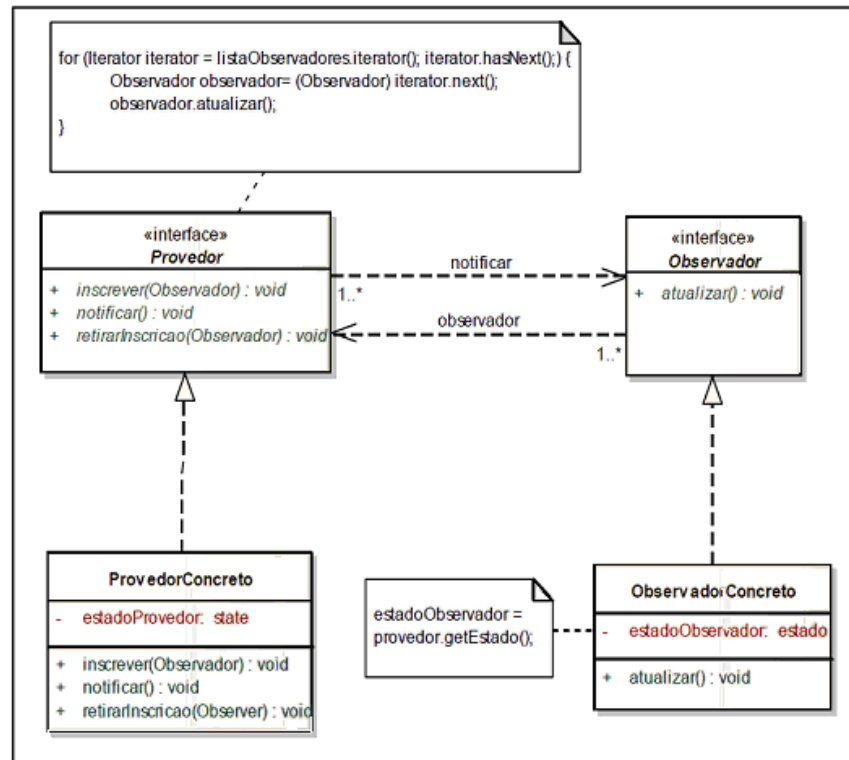 for (Iterator iterator = listaObservadores.iterator(); iterator.hasNext();) {
Observador observador= (Observador) iterator.next();
observador.atualizar();
}
«interface»
Provedor
+ inscrever(Observador) : void
+ notificar() : void
+ retirarInscricao(Observador) : void
notificar
1..*
observador
1..*
«interface»
Observador
+ atualizar() : void
ProvedorConcreto
- estadoProvedor: state
+ inscrever(Observador) : void
+ notificar() : void
+ retirarInscricao(Observer) : void
estadoObservador =
provedor.getEstado();
ObservadorConcreto
- estadoObservador: estado
+ atualizar() : void